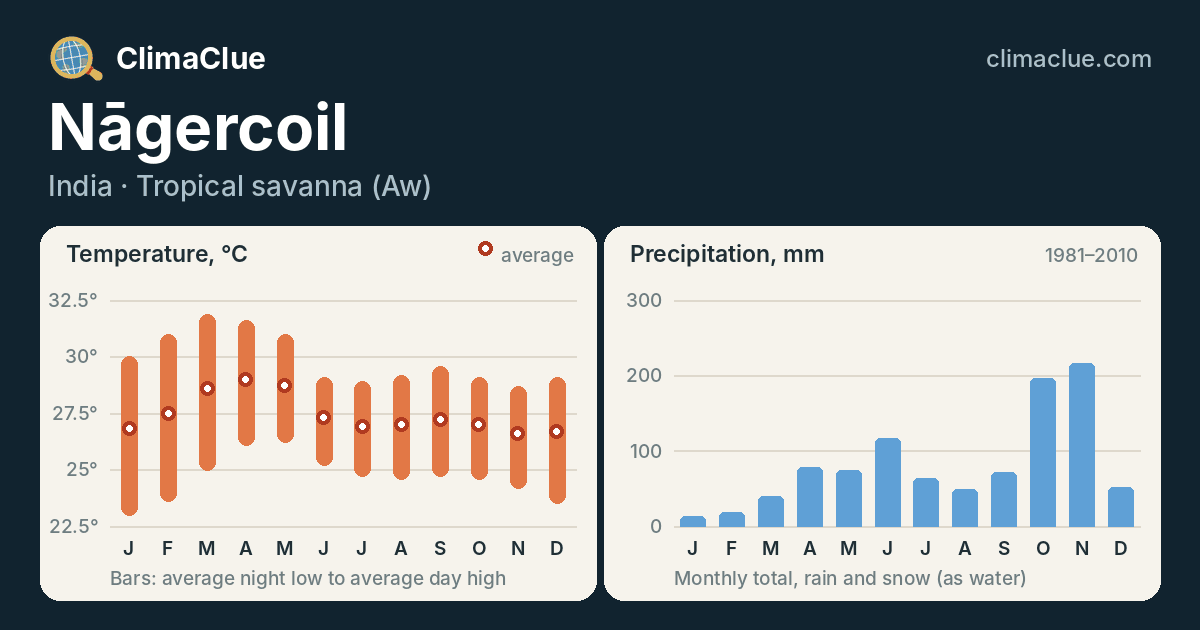 ClimaClue
climaclue.com
Nāgercoil
India · Tropical savanna (Aw)
Temperature, °C
average
32.5°
30°
27.5°
25°
22.5°
J F M A M J J A S O N D
Bars: average night low to average day high
Precipitation, mm
1981–2010
300
200
100
0
J F M A M J J A S O N D
Monthly total, rain and snow (as water)